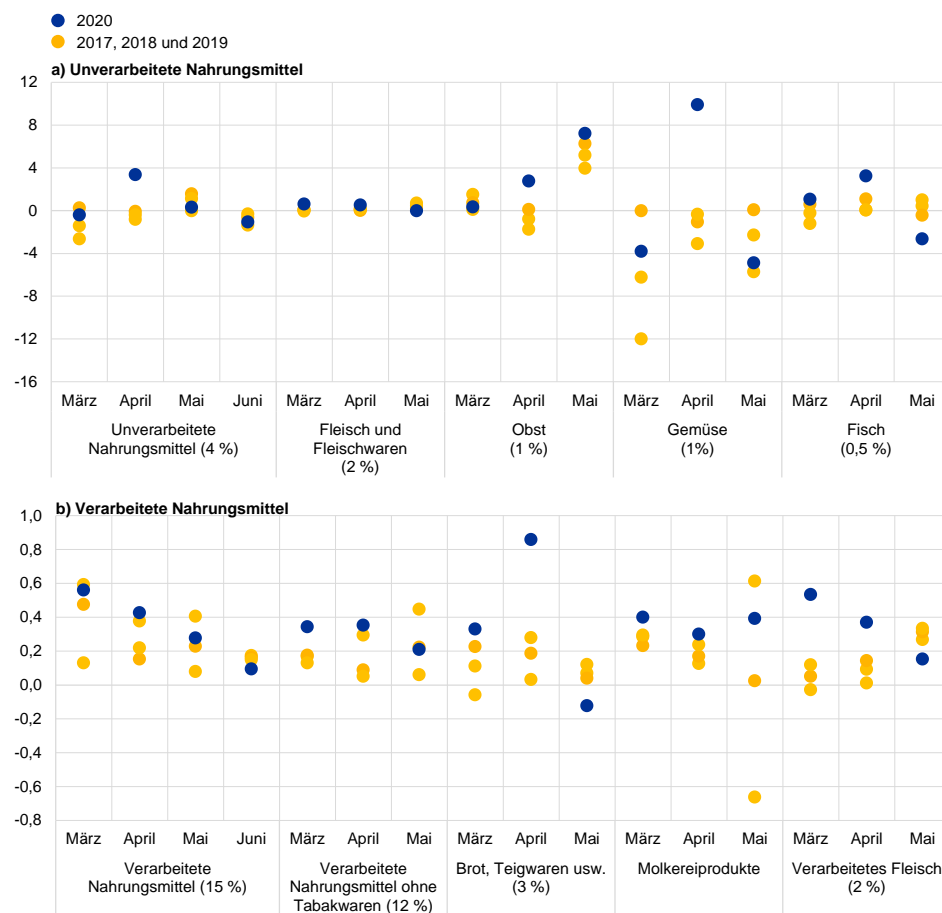 2020
2017, 2018 und 2019
a) Unverarbeitete Nahrungsmittel
12
8
4
0
-4
-8
-12
-16
März April Mai Juni März April Mai März April Mai März April Mai März April Mai
Unverarbeitete Nahrungsmittel (4 %)
Fleisch und Fleischwaren (2 %)
Obst (1 %)
Gemüse (1%)
Fisch (0,5 %)
b) Verarbeitete Nahrungsmittel
1,0
0,8
0,6
0,4
0,2
0,0
-0,2
-0,4
-0,6
-0,8
März April Mai Juni März April Mai März April Mai März April Mai März April Mai
Verarbeitete Nahrungsmittel (15 %)
Verarbeitete Nahrungsmittel ohne Tabakwaren (12 %)
Brot, Teigwaren usw. (3 %)
Molkereiprodukte
Verarbeitetes Fleisch (2 %)